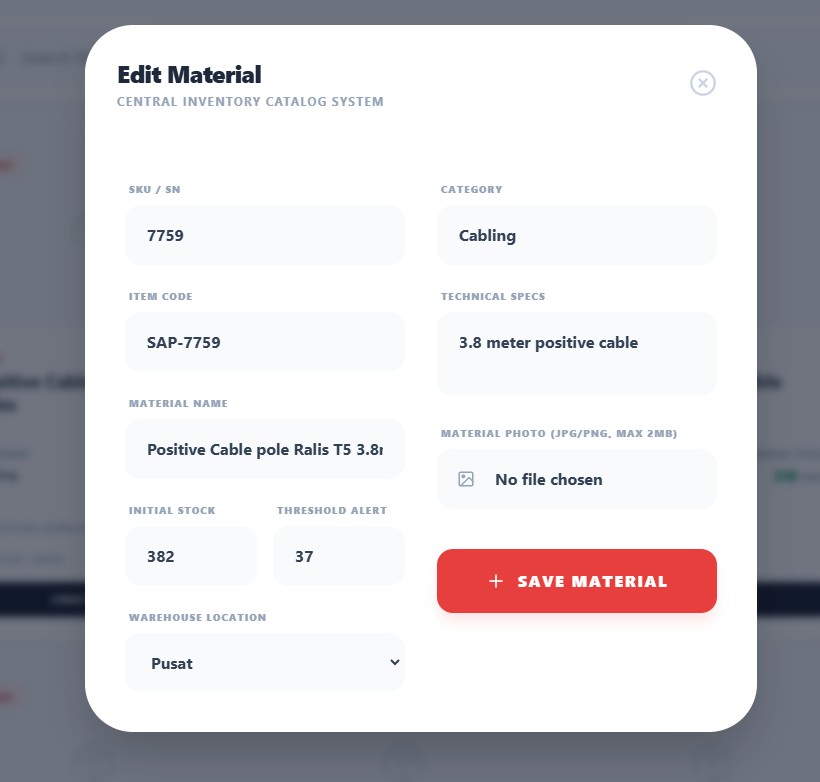 Edit Material
CENTRAL INVENTORY CATALOG SYSTEM
SKU / SN
7759
CATEGORY
Cabling
ITEM CODE
SAP-7759
TECHNICAL SPECS
3.8 meter positive cable
MATERIAL NAME
Positive Cable pole Ralis T5 3.8
MATERIAL PHOTO (JPG/PNG, MAX 2MB)
No file chosen
INITIAL STOCK
382
THRESHOLD ALERT
37
SAVE MATERIAL
WAREHOUSE LOCATION
Pusat